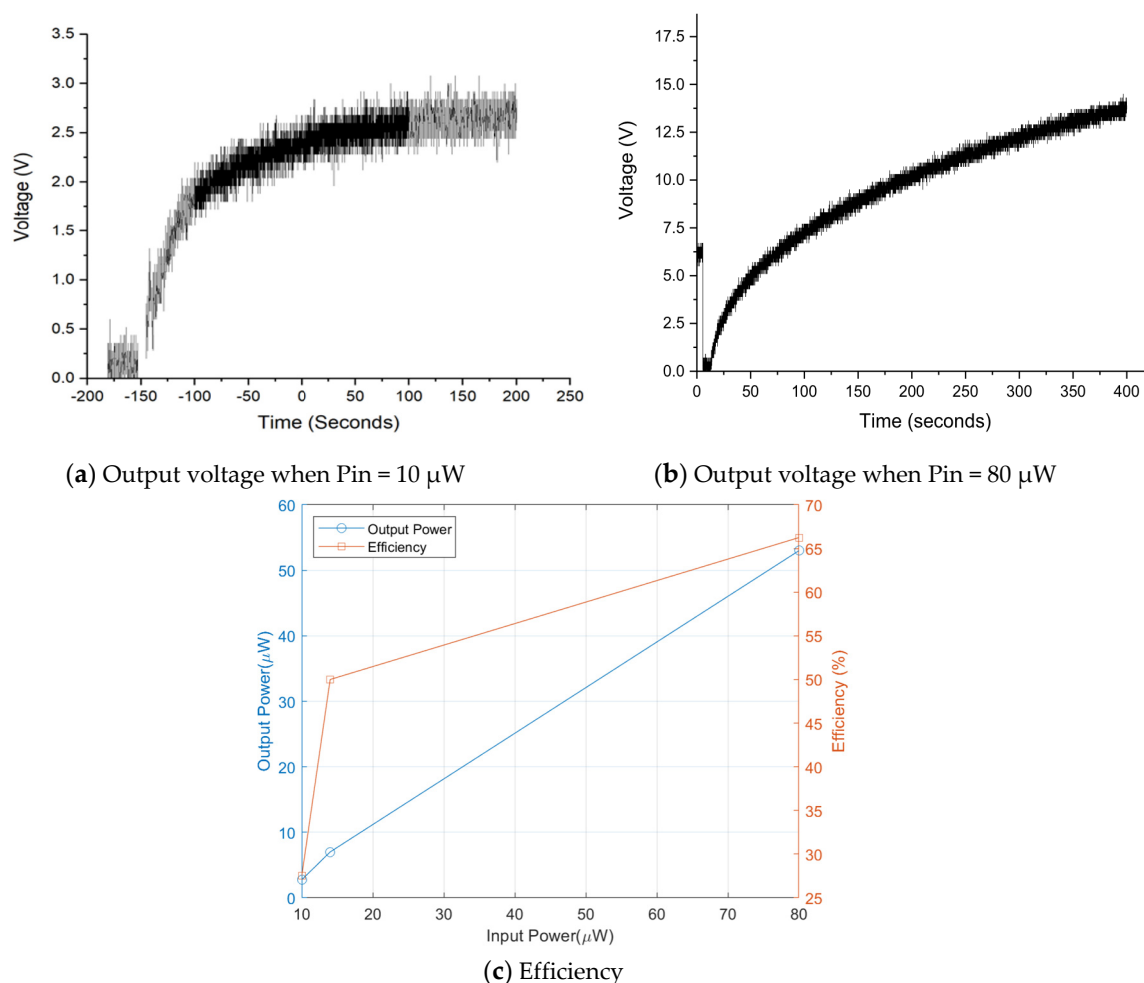 3.5
3.0
2.5
2.0
1.5
1.0
0.5
0.0
Voltage (V)
-200 -150 -100 -50 0 50 100 150 200 250
Time (Seconds)
17.5
15.0
12.5
10.0
7.5
5.0
2.5
0.0
Voltage (V)
0 50 100 150 200 250 300 350 400
Time (seconds)
(a) Output voltage when Pin = 10 μW
(b) Output voltage when Pin = 80 μW
60
50
40
30
20
10
0
Output Power(μW)
Output Power
Efficiency
70
65
60
55
50
45
40
35
30
25
Efficiency (%)
10 20 30 40 50 60 70 80
Input Power(μW)
(c) Efficiency